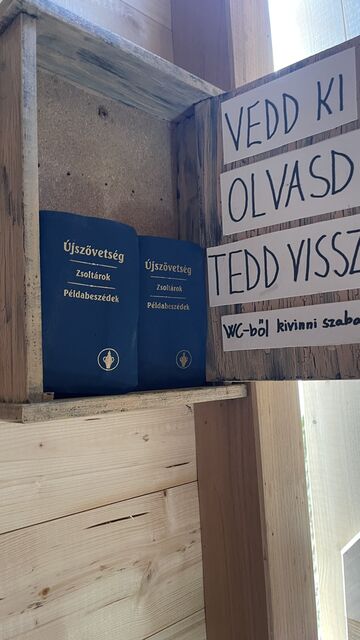 Újszövetség
Zsoltárok
Példabeszédek
Újszövetség
Zsoltárok
Példabeszédek
VEDD KI
OLVASD
TEDD VISSZ
WC-ből kivinni szaba